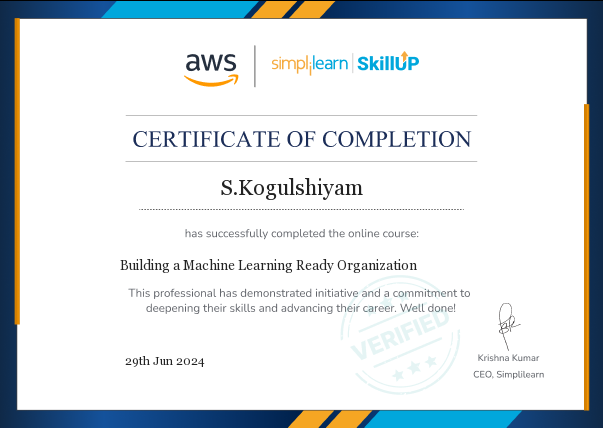 aws simplilearn SkillUP
CERTIFICATE OF COMPLETION
S.Kogulshiyam
has successfully completed the online course:
Building a Machine Learning Ready Organization
This professional has demonstrated initiative and a commitment to
deepening their skills and advancing their career. Well done!
VERIFIED
29th Jun 2024
Krishna Kumar
CEO, Simplilearn